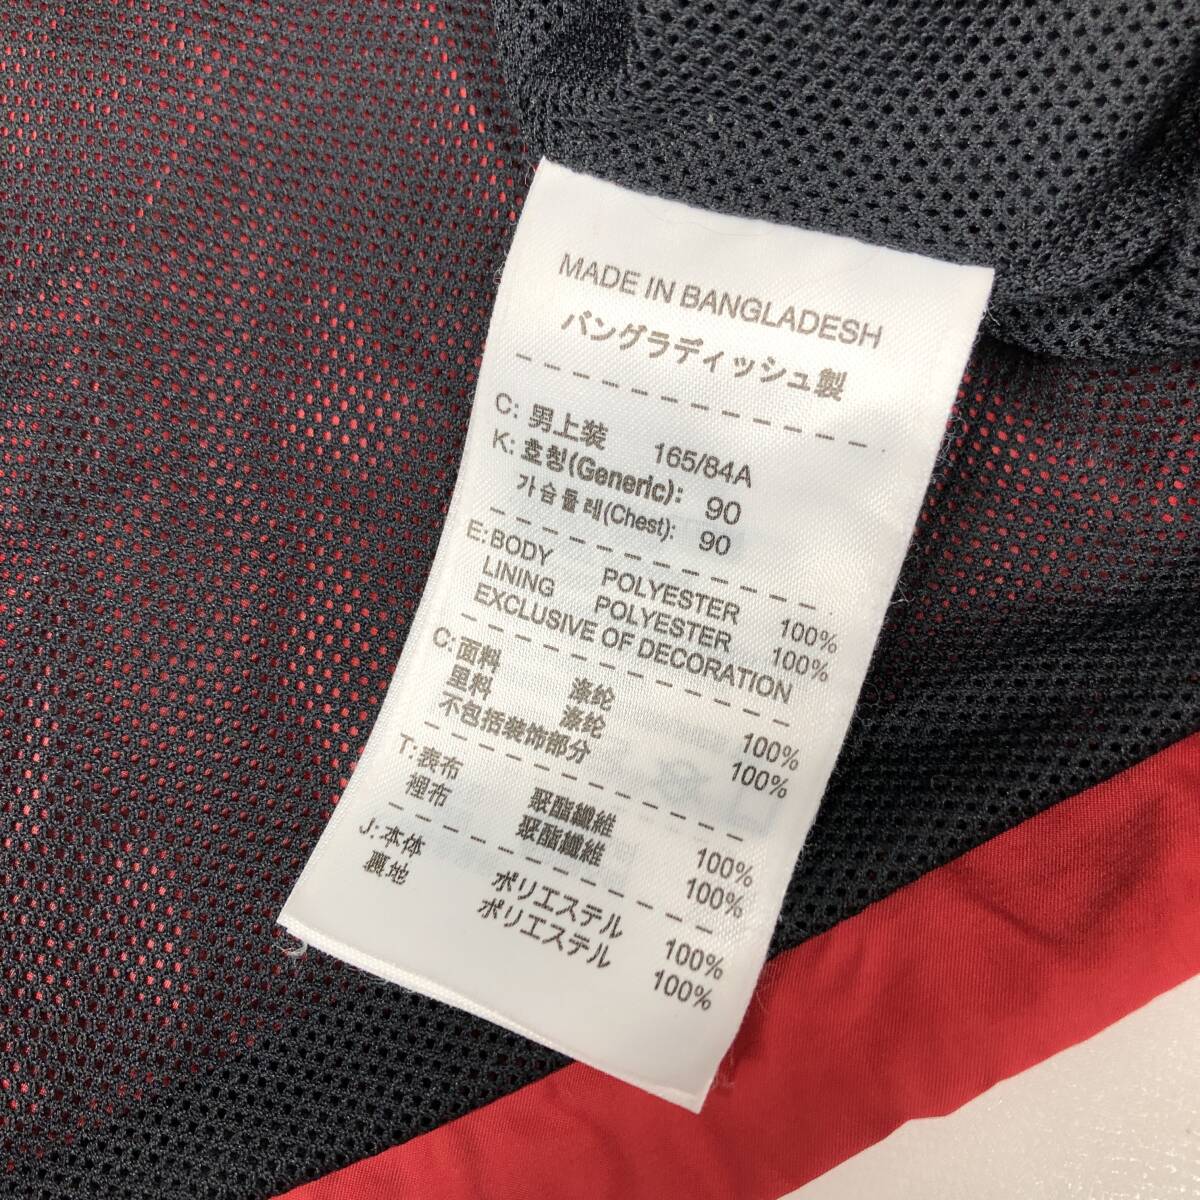 MADE IN BANGLADESH
バングラディッシュ製
C: 男上装 165/84A
K: 호칭(Generic): 90
가슴둘레(Chest): 90
E: BODY POLYESTER 100%
LINING POLYESTER 100%
EXCLUSIVE OF DECORATION
C: 面料 涤纶 100%
里料 涤纶 100%
不包括装饰部分
T: 表布 聚酯纖維 100%
裡布 聚酯纖維 100%
J: 本体 ポリエステル 100%
裏地 ポリエステル 100%